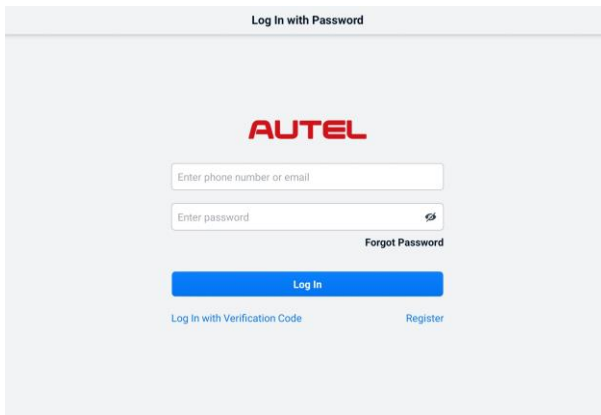 Log In with Password
AUTEL
Enter phone number or email
Enter password
Forgot Password
Log In
Log In with Verification Code
Register